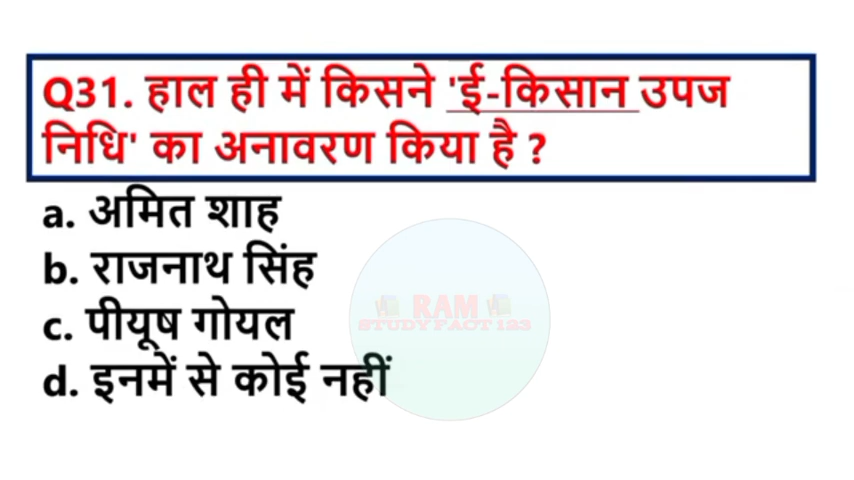 Q31. हाल ही में किसने 'ई-किसान उपज
निधि' का अनावरण किया है ?
a. अमित शाह
b. राजनाथ सिंह
c. पीयूष गोयल
d. इनमें से कोई नहीं
RAM
STUDY FACT 123